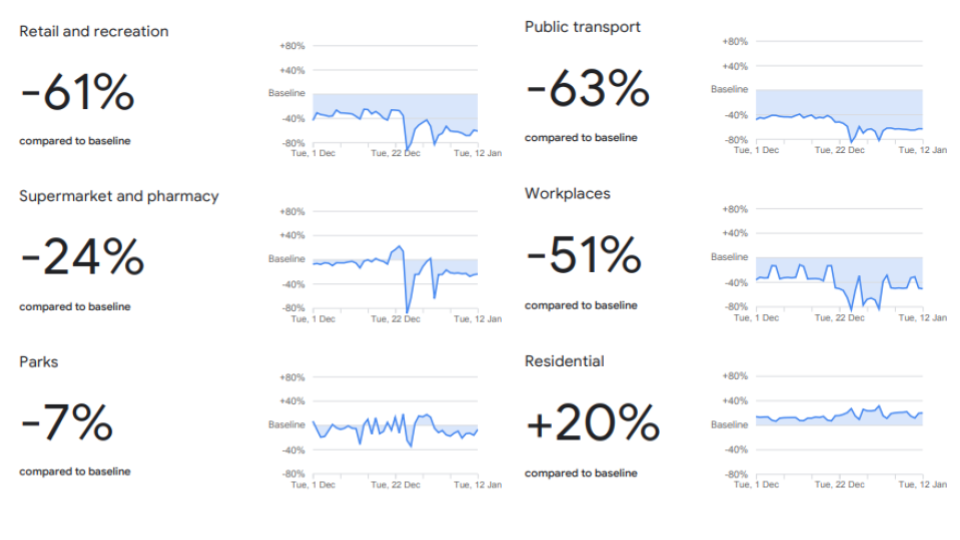 Retail and recreation
-61%
compared to baseline
+80%
+40%
Baseline
-40%
-80%
Tue, 1 Dec Tue, 22 Dec Tue, 12 Jan
Public transport
-63%
compared to baseline
+80%
+40%
Baseline
-40%
-80%
Tue, 1 Dec Tue, 22 Dec Tue, 12 Jan
Supermarket and pharmacy
-24%
compared to baseline
+80%
+40%
Baseline
-40%
-80%
Tue, 1 Dec Tue, 22 Dec Tue, 12 Jan
Workplaces
-51%
compared to baseline
+80%
+40%
Baseline
-40%
-80%
Tue, 1 Dec Tue, 22 Dec Tue, 12 Jan
Parks
-7%
compared to baseline
+80%
+40%
Baseline
-40%
-80%
Tue, 1 Dec Tue, 22 Dec Tue, 12 Jan
Residential
+20%
compared to baseline
+80%
+40%
Baseline
-40%
-80%
Tue, 1 Dec Tue, 22 Dec Tue, 12 Jan